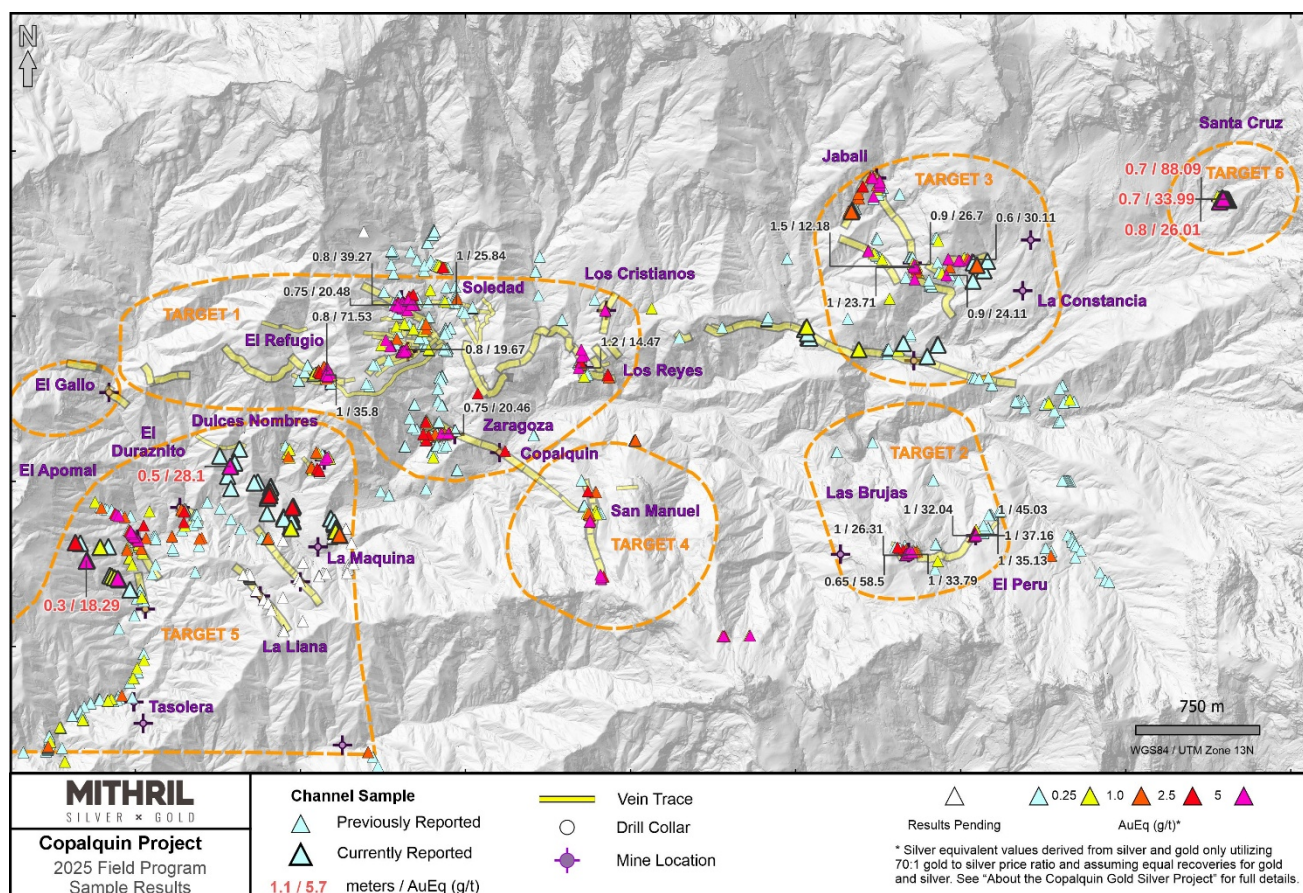 N
Santa Cruz
Jabali
TARGET 3
0.7 / 88.09
TARGET 6
0.7 / 33.99
0.8 / 26.01
0.9 / 26.7
0.6 / 30.11
1.5 / 12.18
0.8 / 39.27
1 / 25.84
Los Cristianos
0.75 / 20.48
Soledad
1 / 23.71
La Constancia
TARGET 1
0.8 / 71.53
0.9 / 24.11
El Refugio
1.2 / 14.47
0.8 / 19.67
Los Reyes
El Gallo
1 / 35.8
0.75 / 20.46
Dulces Nombres
Zaragoza
El
Duraznito
Copalquin
TARGET 2
El Apomal
0.5 / 28.1
Las Brujas
San Manuel
1 / 32.04
1 / 45.03
1 / 26.31
1 / 37.16
TARGET 4
La Maquina
1 / 35.13
0.65 / 58.5
1 / 33.79
El Peru
0.3 / 18.29
TARGET 5
La Llana
Tasolera
750 m
WGS84 / UTM Zone 13N
MITHRIL
SILVER × GOLD
Copalquin Project
2025 Field Program
Sample Results
Channel Sample
Previously Reported
Currently Reported
1.1 / 5.7 meters / AuEq (g/t)
Vein Trace
Drill Collar
Mine Location
0.25 1.0 2.5 5
Results Pending AuEq (g/t)*
* Silver equivalent values derived from silver and gold only utilizing
70:1 gold to silver price ratio and assuming equal recoveries for gold
and silver. See “About the Copalquin Gold Silver Project” for full details.